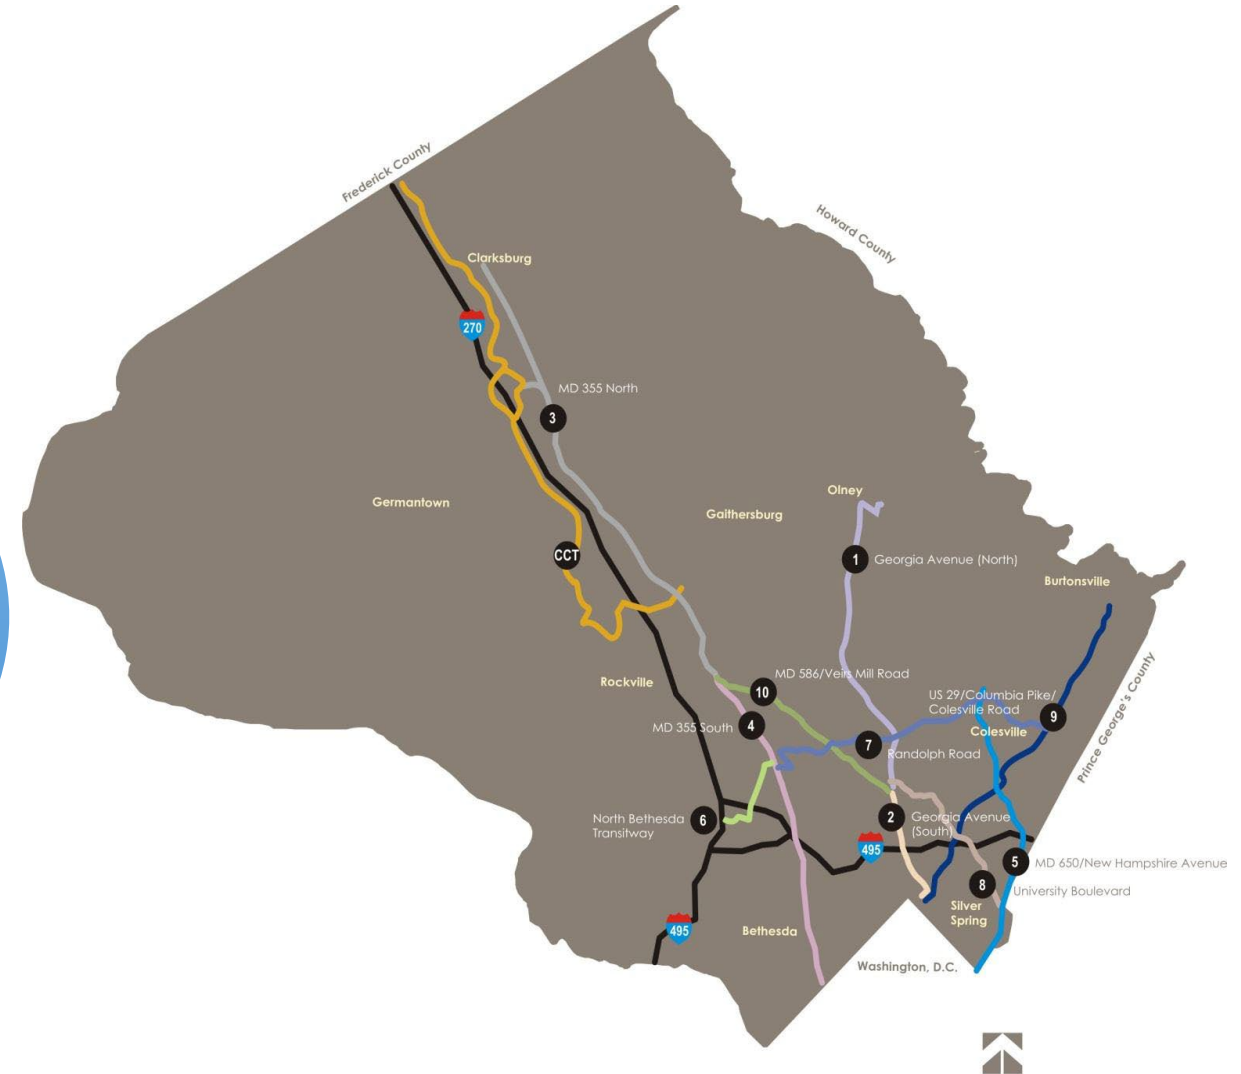 Frederick County
Howard County
Clarksburg
270
MD 355 North
3
Germantown
Gaithersburg
Olney
CCT
1
Georgia Avenue (North)
Burtonsville
Prince George's County
Rockville
MD 586/Veirs Mill Road
10
US 29/Columbia Pike/
Colesville Road
9
MD 355 South
4
Colesville
7
Randolph Road
North Bethesda
Transitway
6
2
Georgia Avenue
(South)
495
5
MD 650/New Hampshire Avenue
8
University Boulevard
Silver
Spring
495
Bethesda
Washington, D.C.